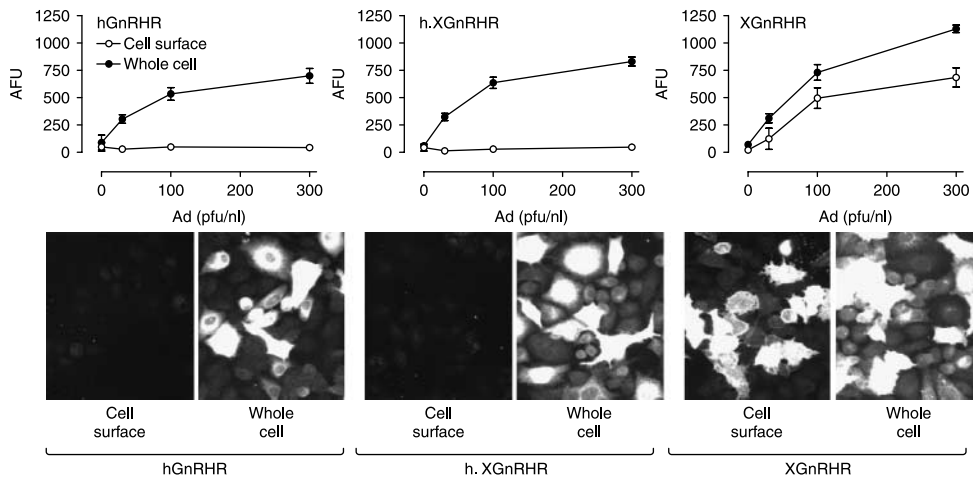 hGnRHR
Cell surface
Whole cell
AFU
1250
1000
750
500
250
0
0
100
200
300
Ad (pfu/nl)
h.XGnRHR
AFU
1250
1000
750
500
250
0
0
100
200
300
Ad (pfu/nl)
XGnRHR
AFU
1250
1000
750
500
250
0
0
100
200
300
Ad (pfu/nl)
Cell
surface
Whole
cell
hGnRHR
Cell
surface
Whole
cell
h. XGnRHR
Cell
surface
Whole
cell
XGnRHR